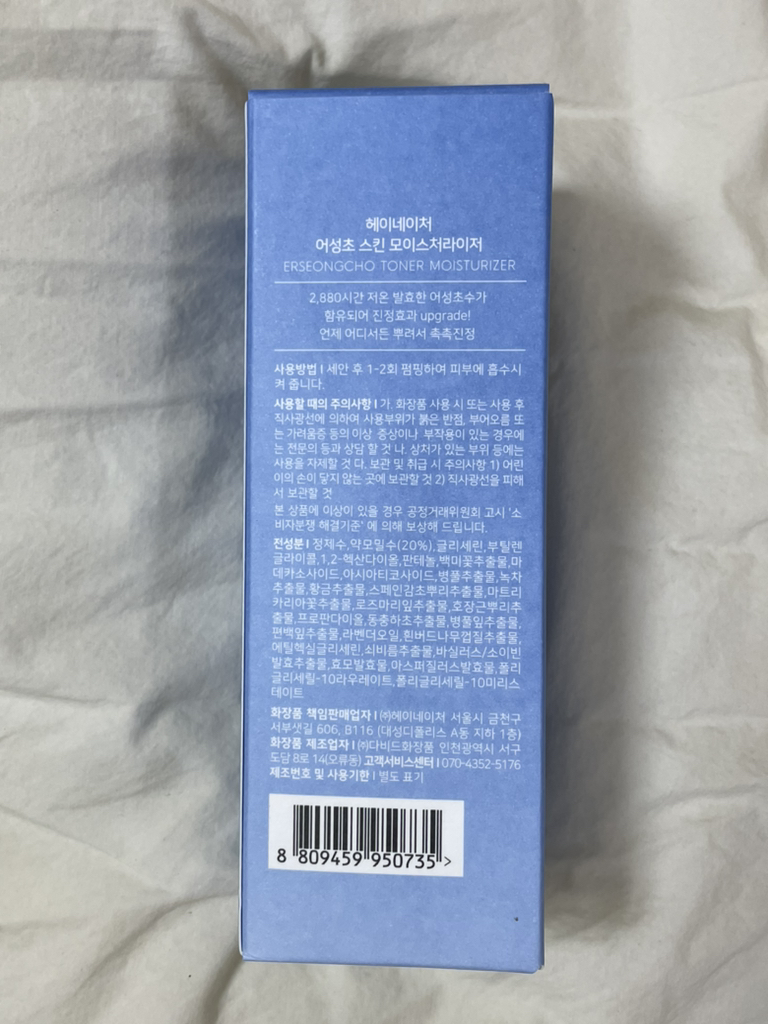 헤이네이처
어성초 스킨 모이스처라이저
ERSEONGCHO TONER MOISTURIZER
2,880시간 저온 발효한 어성초수가
함유되어 진정효과 upgrade!
언제 어디서든 뿌려서 촉촉진정
사용방법 I 세안 후 1-2회 펌핑하여 피부에 흡수시
켜 줍니다.
사용할 때의 주의사항 I 가. 화장품 사용 시 또는 사용 후
직사광선에 의하여 사용부위가 붉은 반점, 부어오름 또
는 가려움증 등의 이상 증상이나 부작용이 있는 경우에
는 전문의 등과 상담 할 것 나. 상처가 있는 부위 등에는
사용을 자제할 것 다. 보관 및 취급 시 주의사항 1) 어린
이의 손이 닿지 않는 곳에 보관할 것 2) 직사광선을 피해
서 보관할 것
본 상품에 이상이 있을 경우 공정거래위원회 고시 '소
비자분쟁 해결기준' 에 의해 보상해 드립니다.
전성분 I 정제수,약모밀수(20%),글리세린,부틸렌
글라이콜,1,2-헥산다이올,판테놀,백미꽃추출물,마
데카소사이드,아시아티코사이드,병풀추출물,녹차
추출물,황금추출물,스페인감초뿌리추출물,마트리
카리아꽃추출물,로즈마리잎추출물,호장근뿌리추
출물,프로판다이올,동충하초추출물,병풀잎추출물,
편백잎추출물,라벤더오일,흰버드나무껍질추출물,
에틸헥실글리세린,쇠비름추출물,바실러스/소이빈
발효추출물,효모발효물,아스퍼질러스발효물,폴리
글리세릴-10라우레이트,폴리글리세릴-10미리스
테이트
화장품 책임판매업자 I ㈜헤이네이처 서울시 금천구
서부샛길 606, B116 (대성디폴리스 A동 지하 1층)
화장품 제조업자 I ㈜다비드화장품 인천광역시 서구
도담 8로 14(오류동) 고객서비스센터 I 070-4352-5176
제조번호 및 사용기한 I 별도 표기
8 809459 950735 >